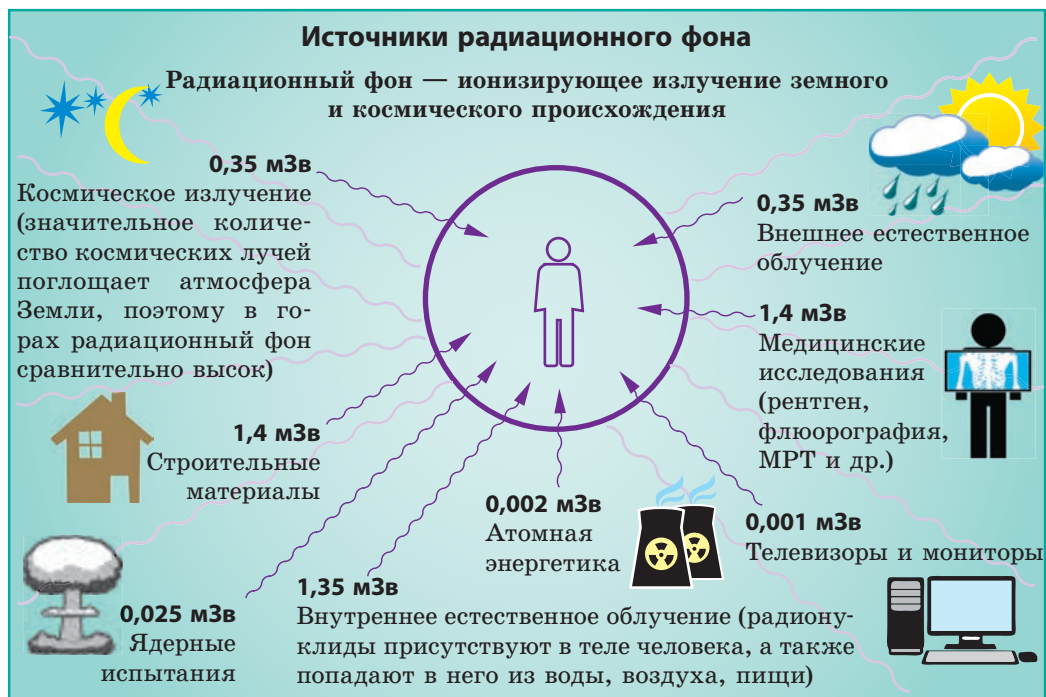 Источники радиационного фона
Радиационный фон — ионизирующее излучение земного
и космического происхождения
0,35 мЗв
Космическое излучение
(значительное количе-
ство космических лучей
поглощает атмосфера
Земли, поэтому в го-
рах радиационный фон
сравнительно высок)
0,35 мЗв
Внешнее естественное
облучение
1,4 мЗв
Медицинские
исследования
(рентген,
флюорография,
МРТ и др.)
1,4 мЗв
Строительные
материалы
0,002 мЗв
Атомная
энергетика
0,001 мЗв
Телевизоры и мониторы
0,025 мЗв
Ядерные
испытания
1,35 мЗв
Внутреннее естественное облучение (радиону-
клиды присутствуют в теле человека, а также
попадают в него из воды, воздуха, пищи)